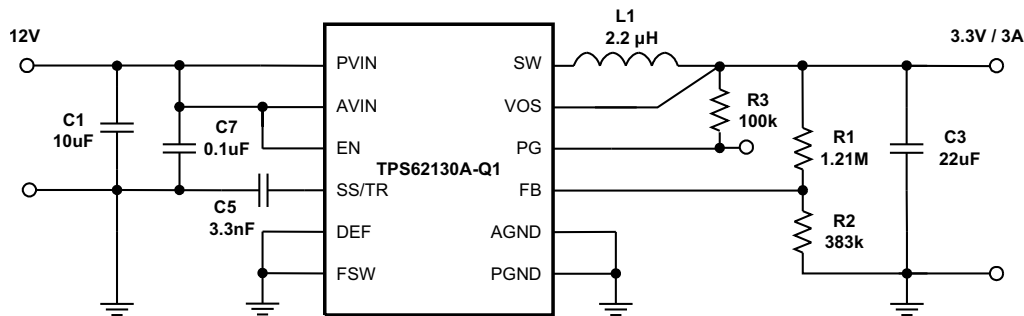 L1
2.2 µH
12V
3.3V / 3A
PVIN
SW
AVIN
VOS
R3
100k
C1
10uF
C7
0.1uF
EN
PG
R1
1.21M
C3
22uF
TPS62130A-Q1
SS/TR
FB
C5
3.3nF
R2
383k
DEF
AGND
FSW
PGND